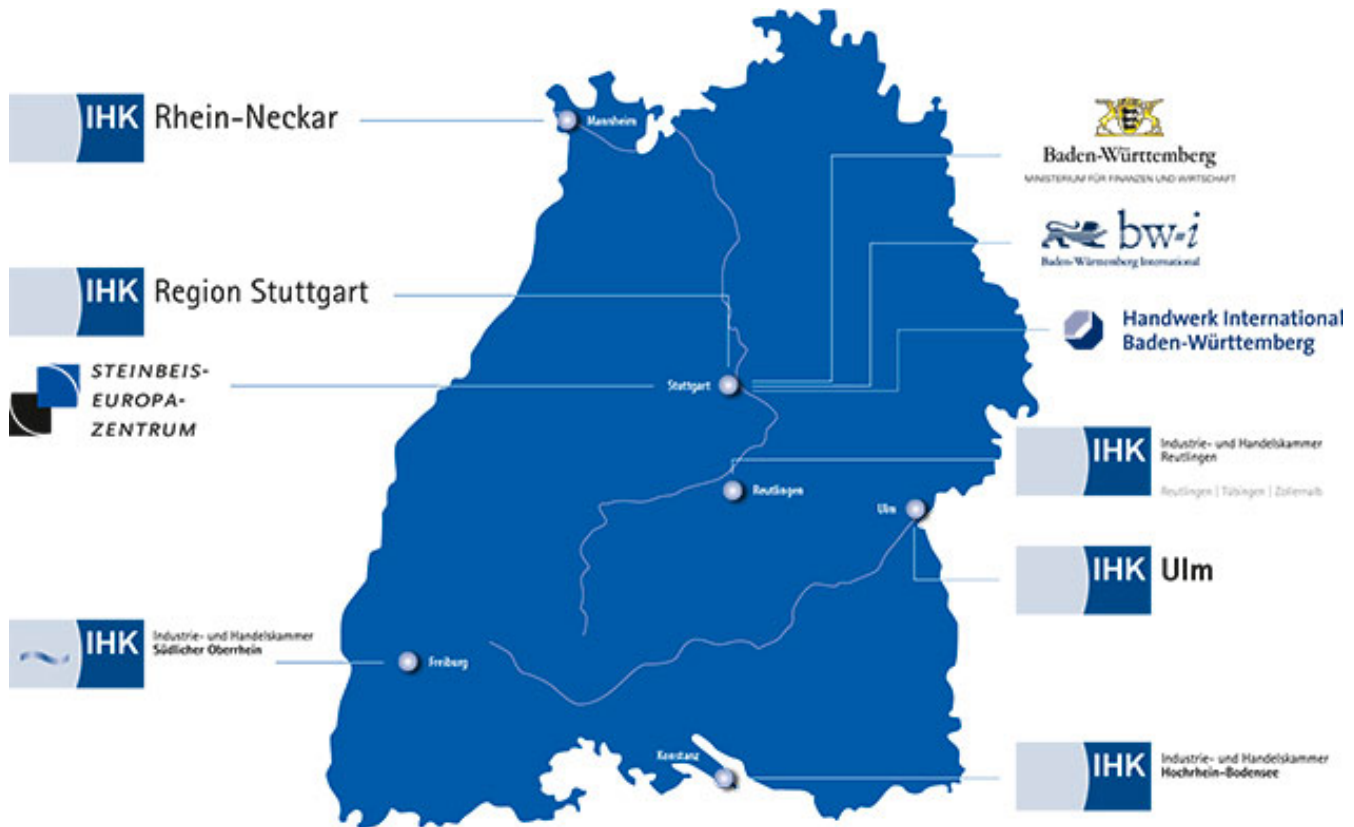 IHK Rhein-Neckar
Mannheim
Baden-Württemberg
MINISTERIUM FÜR FINANZEN UND WIRTSCHAFT
bw-i
Baden-Württemberg International
IHK Region Stuttgart
Handwerk International
Baden-Württemberg
STEINBEIS-
EUROPA-
ZENTRUM
Stuttgart
IHK Industrie- und Handelskammer
Reutlingen
Reutlingen | Tübingen | Zollernalb
Reutlingen
Ulm
IHK Ulm
IHK Industrie- und Handelskammer
Südlicher Oberrhein
Freiburg
Konstanz
IHK Industrie- und Handelskammer
Hochrhein-Bodensee